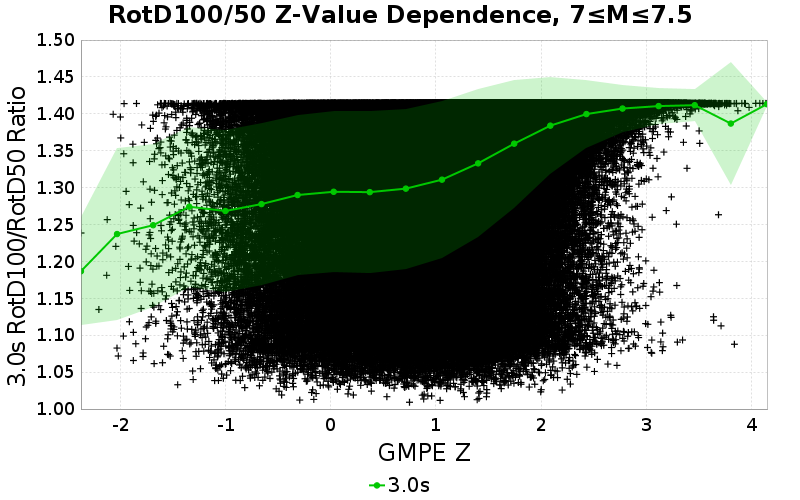 RotD100/50 Z-Value Dependence, 7≤M≤7.5
3.0s RotD100/RotD50 Ratio
1.50
1.45
1.40
1.35
1.30
1.25
1.20
1.15
1.10
1.05
1.00
-2 -1 0 1 2 3 4
GMPE Z
3.0s